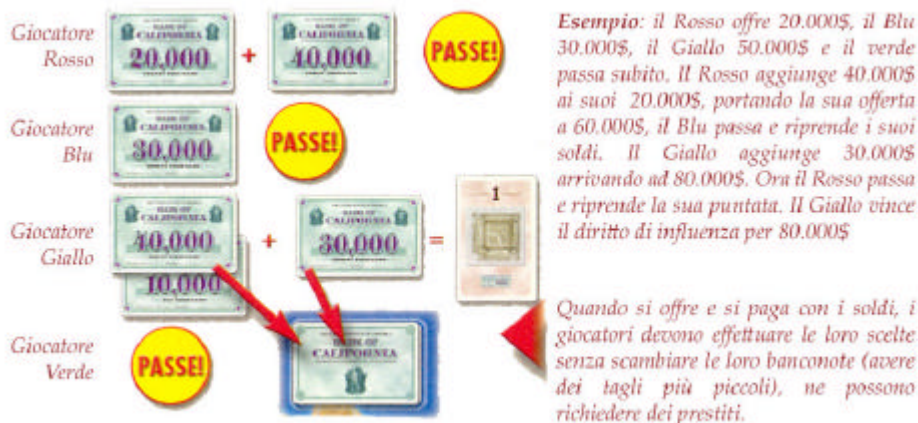 Giocatore
Rosso
BANK OF
CALIFORNIA
20,000
+
CALIFORNIA
40,000
PASSE!
Giocatore
Blu
BANK OF
CALIFORNIA
30,000
PASSE!
Giocatore
Giallo
BANK OF
CALIFORNIA
40,000
10,000
+
BANK OF
CALIFORNIA
30,000
=
1
Giocatore
Verde
PASSE!
BANK OF
CALIFORNIA
Esempio: il Rosso offre 20.000$, il Blu
30.000$, il Giallo 50.000$ e il verde
passa subito. Il Rosso aggiunge 40.000$
ai suoi 20.000$, portando la sua offerta
a 60.000$, il Blu passa e riprende i suoi
soldi. Il Giallo aggiunge 30.000$
arrivando ad 80.000$. Ora il Rosso passa
e riprende la sua puntata. Il Giallo vince
il diritto di influenza per 80.000$
Quando si offre e si paga con i soldi, i
giocatori devono effettuare le loro scelte
senza scambiare le loro banconote (avere
dei tagli più piccoli), ne possono
richiedere dei prestiti.